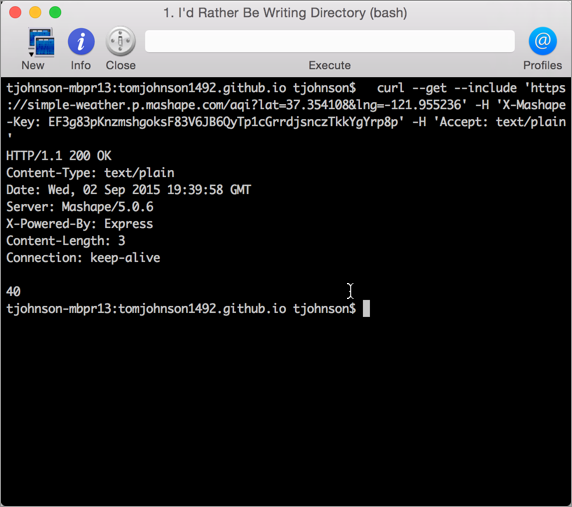 1. I'd Rather Be Writing Directory (bash)
New Info Close Execute Profiles
tjohnson-mbpr13:tomjohnson1492.github.io tjohnson$   curl --get --include 'https
://simple-weather.p.mashape.com/aqi?lat=37.354108&lng=-121.955236' -H 'X-Mashape
-Key: EF3g83pKnzmshgoksF83V6JB6QyTp1cGrrdjsnczTkkYgYrp8p' -H 'Accept: text/plain
'
HTTP/1.1 200 OK
Content-Type: text/plain
Date: Wed, 02 Sep 2015 19:39:58 GMT
Server: Mashape/5.0.6
X-Powered-By: Express
Content-Length: 3
Connection: keep-alive

40
tjohnson-mbpr13:tomjohnson1492.github.io tjohnson$